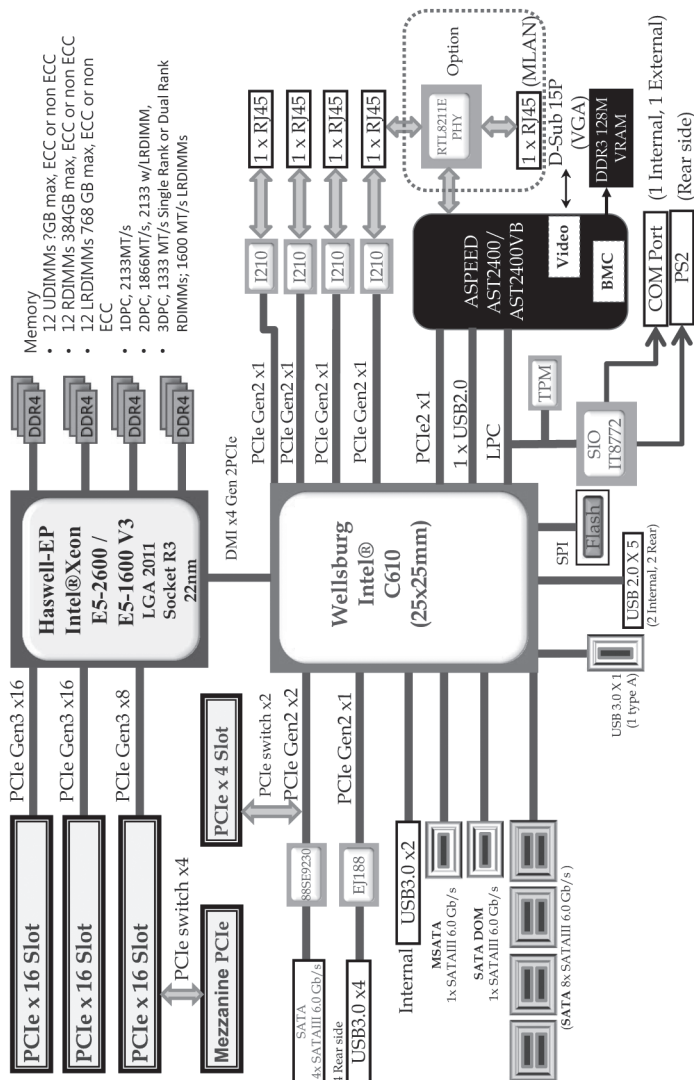 PCIe x 16 Slot
PCIe x 16 Slot
PCIe x 16 Slot
PCIe switch x4
Mezzanine PCIe
PCIe Gen3 x16
PCIe Gen3 x16
PCIe Gen3 x8
Haswell-EP
Intel®Xeon
E5-2600 /
E5-1600 V3
LGA 2011
Socket R3
22nm
DDR4
DDR4
DDR4
DDR4
Memory
• 12 UDIMMs ?GB max, ECC or non ECC
• 12 RDIMMs 384GB max, ECC or non ECC
• 12 LRDIMMs 768 GB max, ECC or non
ECC
• 1DPC, 2133MT/s
• 2DPC, 1866MT/s, 2133 w/LRDIMM,
• 3DPC, 1333 MT/s Single Rank or Dual Rank
RDIMMs; 1600 MT/s LRDIMMs
DMI x4 Gen 2PCIe
PCIe x 4 Slot
PCIe switch x2
PCIe Gen2 x2
88SE9230
SATA
4x SATAIII 6.0 Gb/s
PCIe Gen2 x1
EJ188
4 Rear side
USB3.0 x4
Internal
USB3.0 x2
MSATA
1x SATAIII 6.0 Gb/s
SATA DOM
1x SATAIII 6.0 Gb/s
(SATA 8x SATAIII 6.0 Gb/s )
Wellsburg
Intel®
C610
(25x25mm)
PCIe Gen2 x1
I210
1 x RJ45
PCIe Gen2 x1
I210
1 x RJ45
PCIe Gen2 x1
I210
1 x RJ45
PCIe Gen2 x1
I210
1 x RJ45
Option
RTL8211E
PHY
1 x RJ45
(MLAN)
PCIe2 x1
1 x USB2.0
LPC
ASPEED
AST2400/
AST2400VB
Video
BMC
D-Sub 15P
(VGA)
DDR3 128M
VRAM
TPM
SIO
IT8772
COM Port
(1 Internal, 1 External)
PS2
(Rear side)
SPI
Flash
USB 2.0 X 5
(2 Internal, 2 Rear)
USB 3.0 X 1
(1 type A)